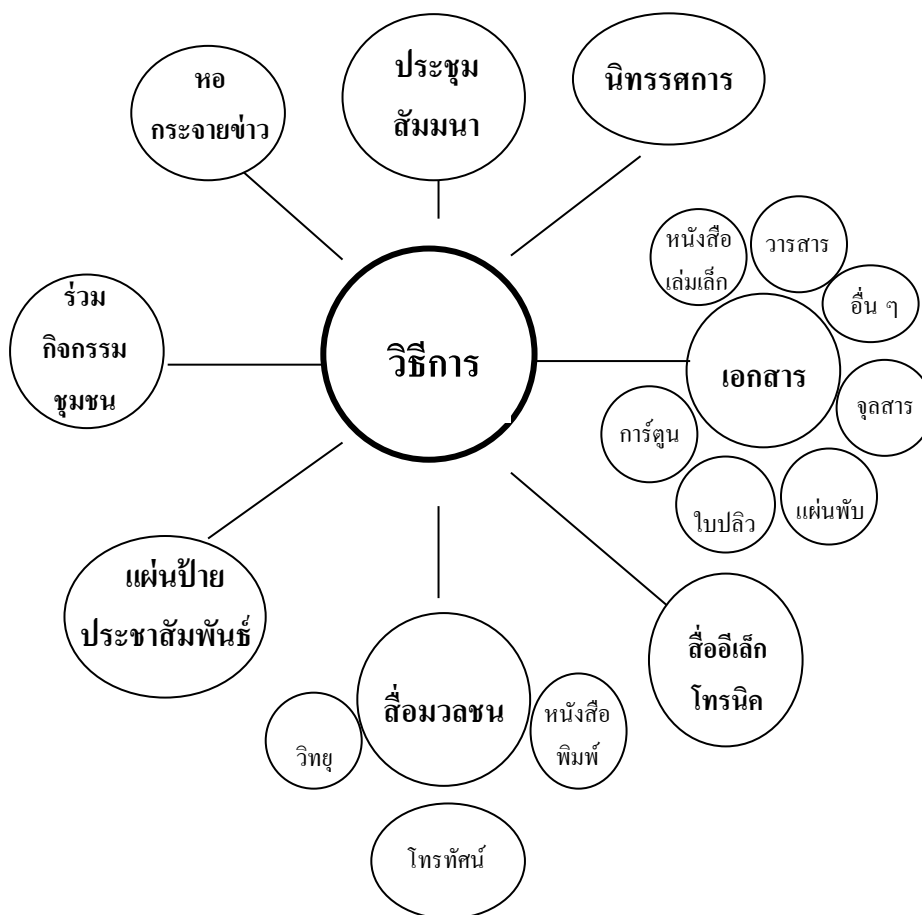 หอ
กระจายข่าว
ประชุม
สัมมนา
นิทรรศการ
หนังสือ
เล่มเล็ก
วารสาร
อื่น ๆ
ร่วม
กิจกรรม
ชุมชน
วิธีการ
เอกสาร
จุลสาร
การ์ตูน
ใบปลิว
แผ่นพับ
แผ่นป้าย
ประชาสัมพันธ์
สื่ออีเล็ก
โทรนิค
สื่อมวลชน
วิทยุ
หนังสือ
พิมพ์
โทรทัศน์